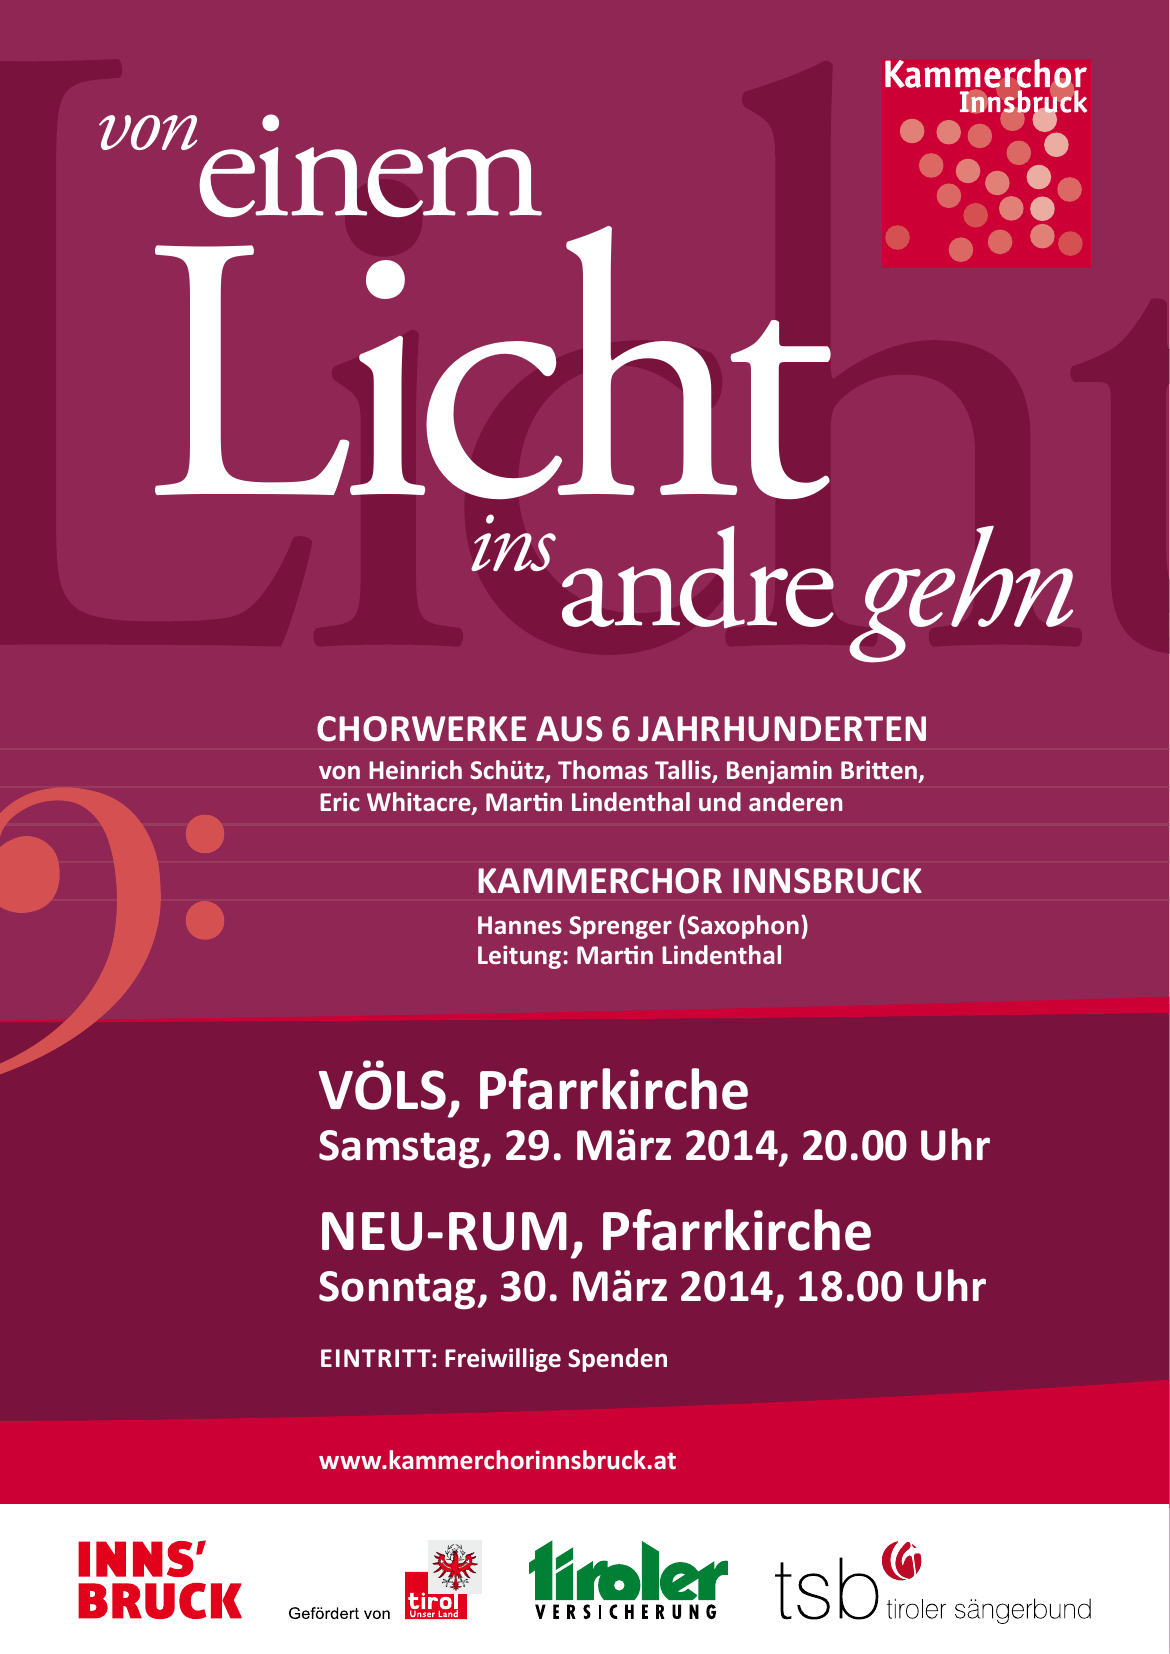 Kammerchor
Innsbruck
von einem
Licht
ins andre gehn
CHORWERKE AUS 6 JAHRHUNDERTEN
von Heinrich Schütz, Thomas Tallis, Benjamin Britten,
Eric Whitacre, Martin Lindenthal und anderen
KAMMERCHOR INNSBRUCK
Hannes Sprenger (Saxophon)
Leitung: Martin Lindenthal
VÖLS, Pfarrkirche
Samstag, 29. März 2014, 20.00 Uhr
NEU-RUM, Pfarrkirche
Sonntag, 30. März 2014, 18.00 Uhr
EINTRITT: Freiwillige Spenden
www.kammerchorinnsbruck.at
INNS'
BRUCK
Gefördert von
tirol
Unser Land
tiroler
VERSICHERUNG
tsb
tiroler sängerbund
Licht